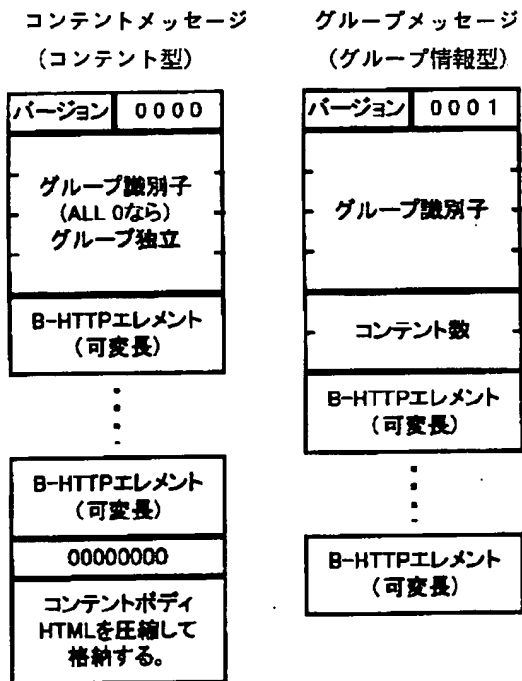 コンテントメッセージ
(コンテント型)
バージョン 0000
グループ識別子
(ALL 0なら)
グループ独立
B-HTTPエレメント
(可変長)
B-HTTPエレメント
(可変長)
00000000
コンテントボディ
HTMLを圧縮して
格納する。
グループメッセージ
(グループ情報型)
バージョン 0001
グループ識別子
コンテント数
B-HTTPエレメント
(可変長)
B-HTTPエレメント
(可変長)